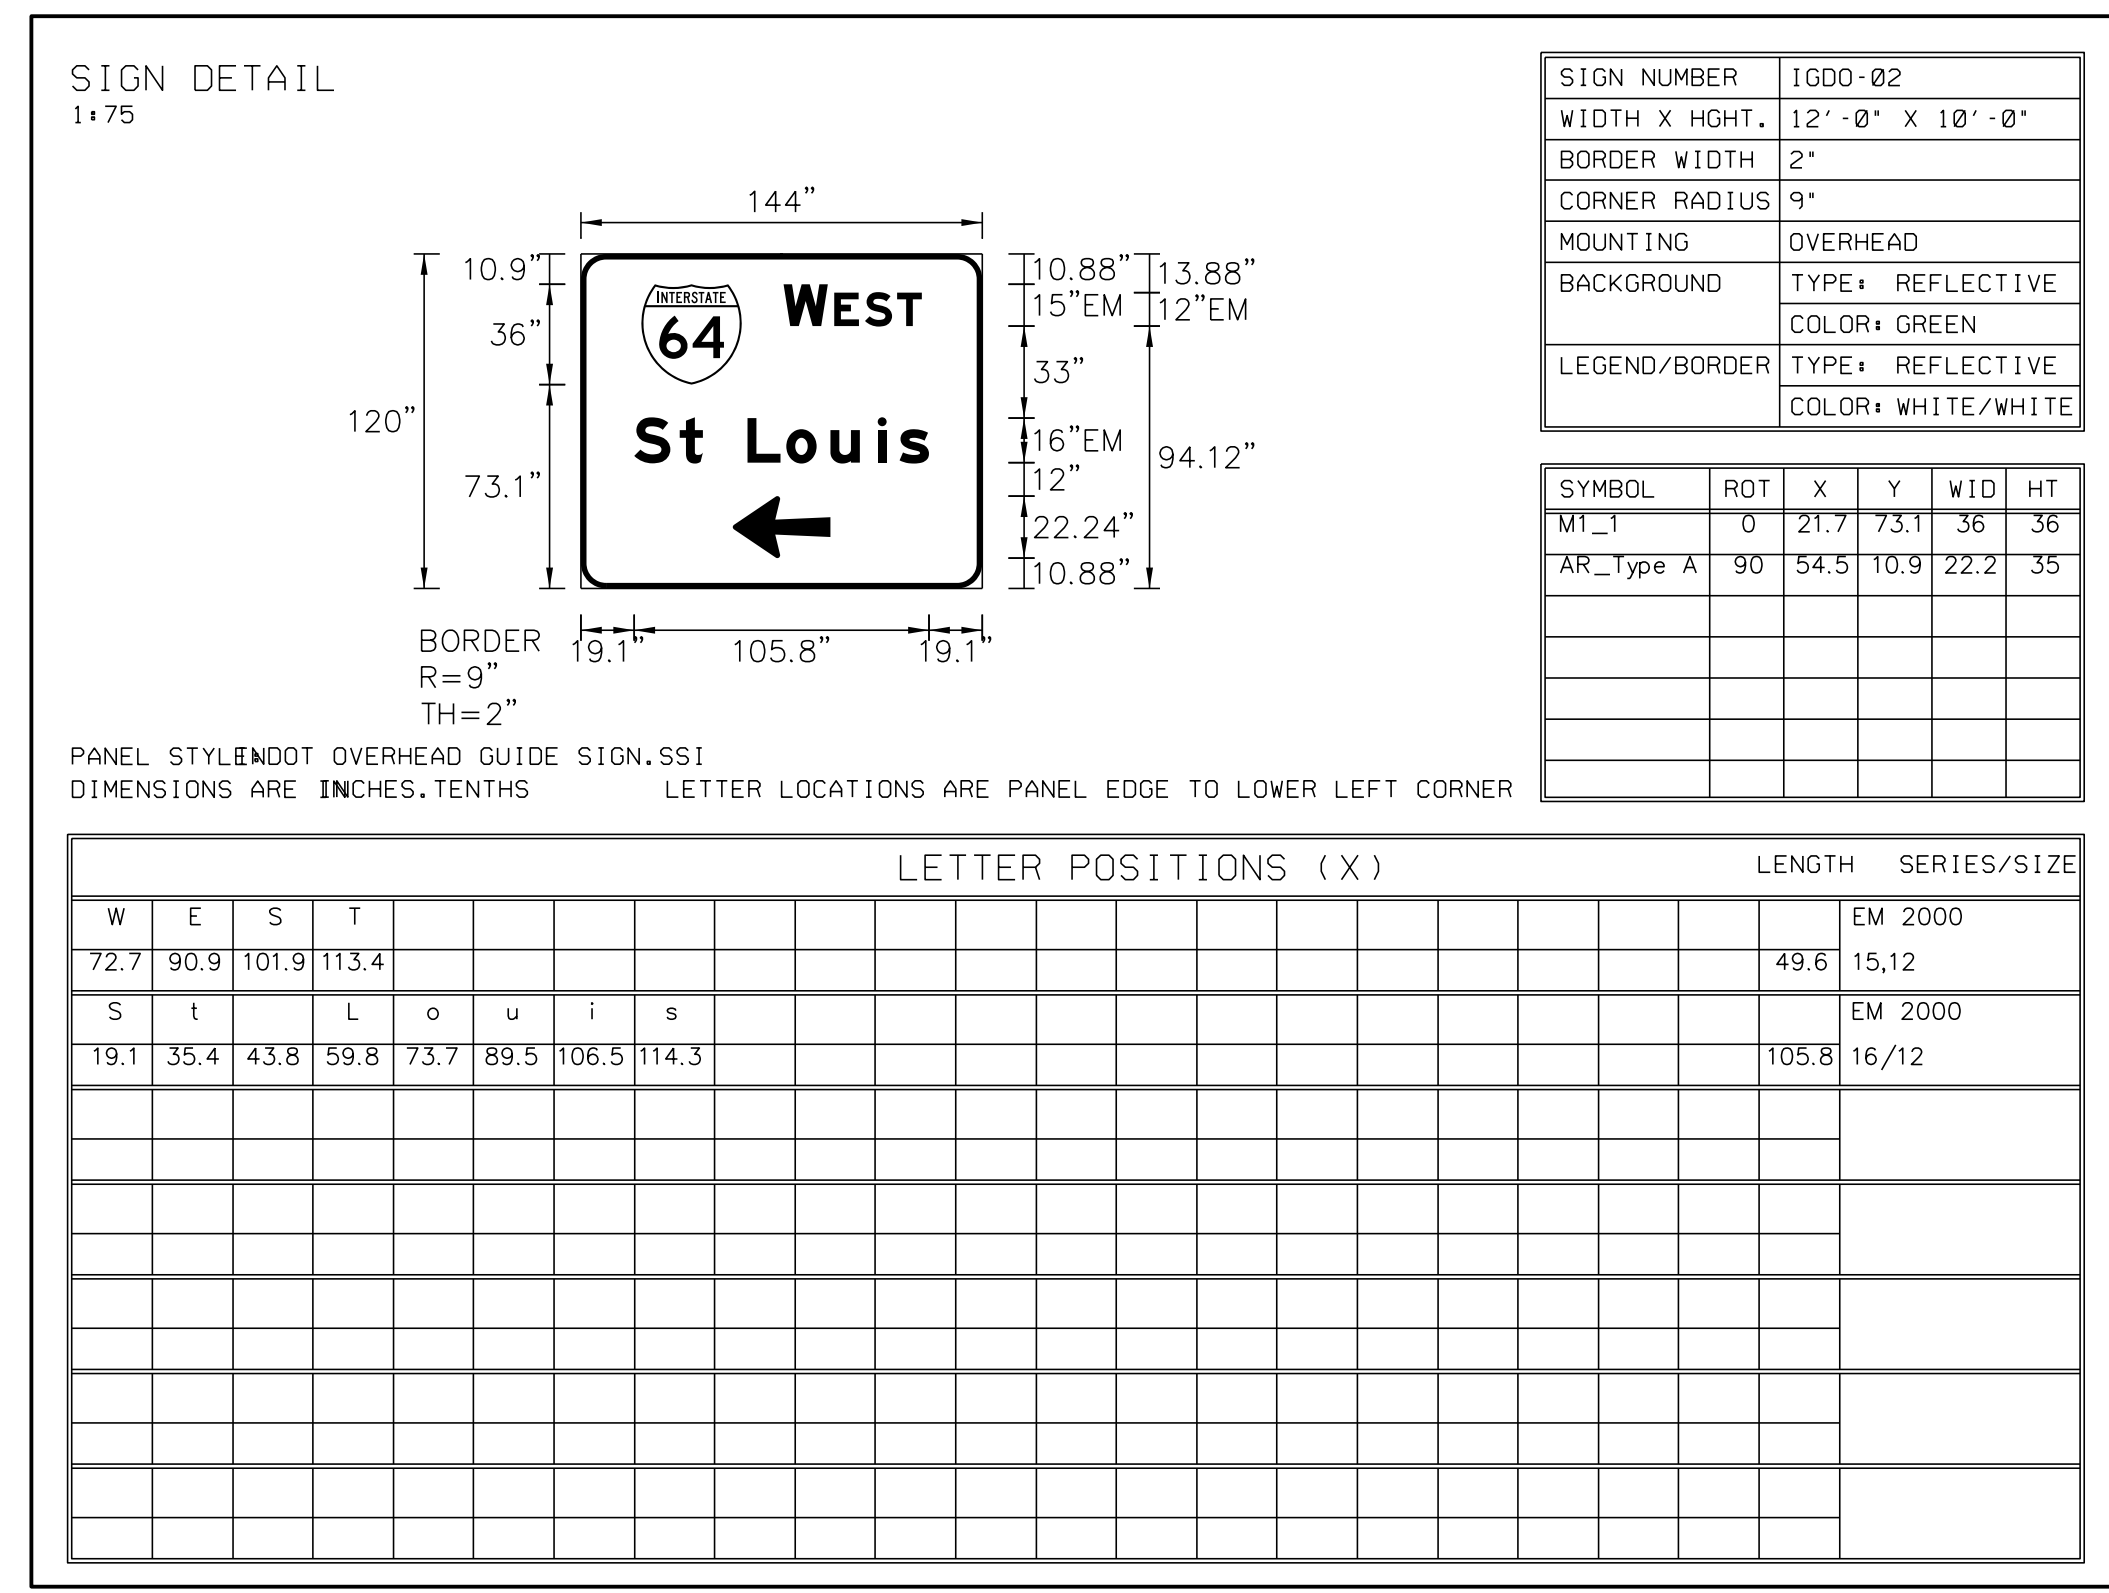 SIGN DETAIL
1:75
SIGN NUMBER IGDO-02
WIDTH X HGHT. 12'-0" X 10'-0"
BORDER WIDTH 2"
CORNER RADIUS 9"
MOUNTING OVERHEAD
BACKGROUND TYPE: REFLECTIVE
COLOR: GREEN
LEGEND/BORDER TYPE: REFLECTIVE
COLOR: WHITE/WHITE
144"
10.9"
36"
73.1"
120"
INTERSTATE
64
WEST
St Louis
10.88"
15"EM
33"
16"EM
12"
22.24"
10.88"
13.88"
12"EM
94.12"
19.1" 105.8" 19.1"
BORDER
R=9"
TH=2"
SYMBOL ROT X Y WID HT
M1_1 0 21.7 73.1 36 36
AR_Type A 90 54.5 10.9 22.2 35
PANEL STYLE: INDOT OVERHEAD GUIDE SIGN.SSI
DIMENSIONS ARE IN INCHES.TENTHS LETTER LOCATIONS ARE PANEL EDGE TO LOWER LEFT CORNER
LETTER POSITIONS (X) LENGTH SERIES/SIZE
W E S T EM 2000
72.7 90.9 101.9 113.4 49.6 15,12
S t L o u i s EM 2000
19.1 35.4 43.8 59.8 73.7 89.5 106.5 114.3 105.8 16/12